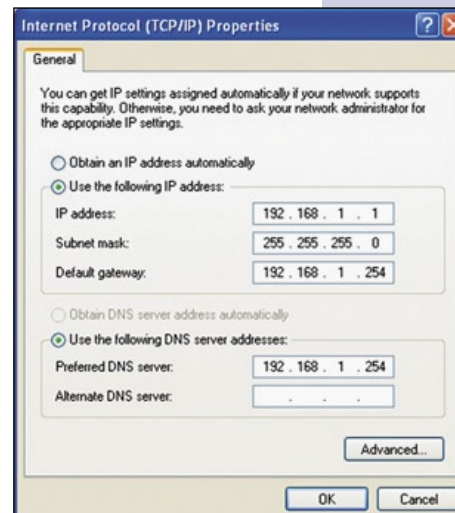 Internet Protocol (TCP/IP) Properties
General
You can get IP settings assigned automatically if your network supports
this capability. Otherwise, you need to ask your network administrator for
the appropriate IP settings.
Obtain an IP address automatically
Use the following IP address:
IP address: 192 . 168 . 1 . 1
Subnet mask: 255 . 255 . 255 . 0
Default gateway: 192 . 168 . 1 . 254
Obtain DNS server address automatically
Use the following DNS server addresses:
Preferred DNS server: 192 . 168 . 1 . 254
Alternate DNS server: . . .
Advanced...
OK Cancel